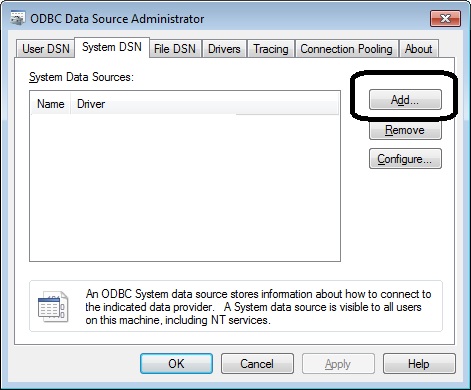 ODBC Data Source Administrator
User DSN System DSN File DSN Drivers Tracing Connection Pooling About
System Data Sources:
Name Driver
Add...
Remove
Configure...
An ODBC System data source stores information about how to connect to
the indicated data provider. A System data source is visible to all users
on this machine, including NT services.
OK Cancel Apply Help